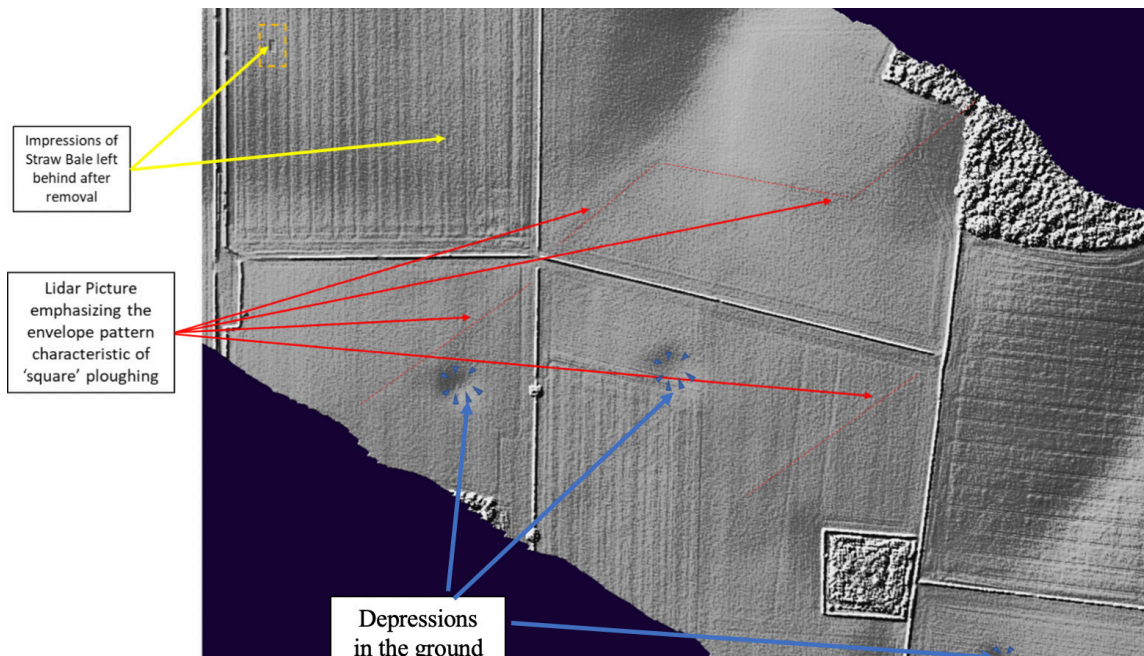 Impressions of
Straw Bale left
behind after
removal
Lidar Picture
emphasizing the
envelope pattern
characteristic of
‘square’ ploughing
Depressions
in the ground